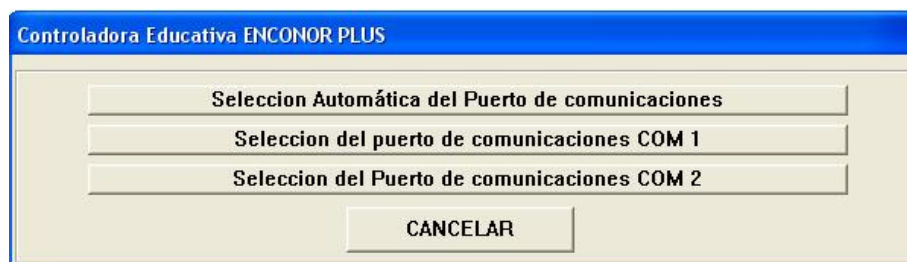 Controladora Educativa ENCONOR PLUS
Seleccion Automática del Puerto de comunicaciones
Seleccion del puerto de comunicaciones COM 1
Seleccion del Puerto de comunicaciones COM 2
CANCELAR